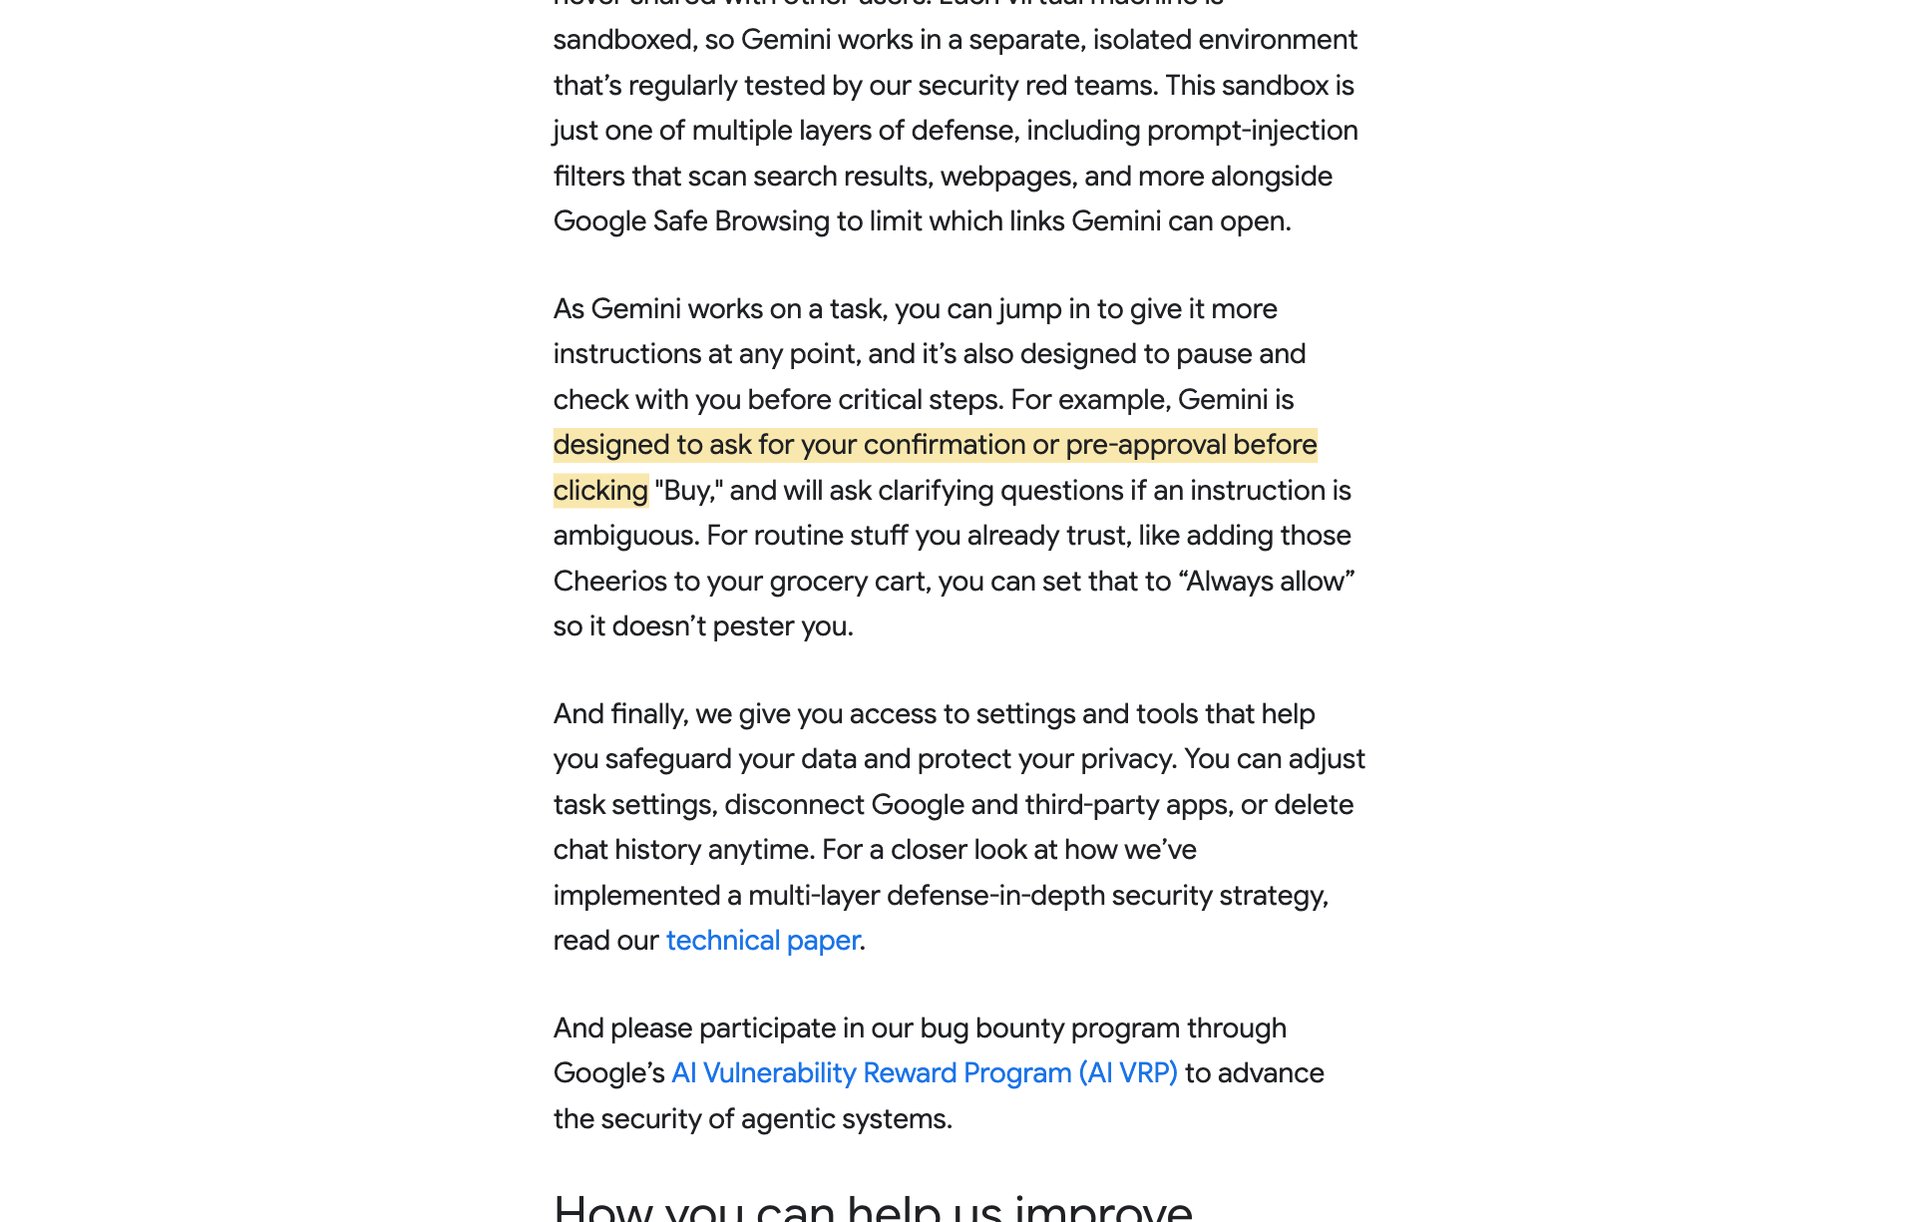 never shared with other users. Each virtual machine is
sandboxed, so Gemini works in a separate, isolated environment
that’s regularly tested by our security red teams. This sandbox is
just one of multiple layers of defense, including prompt-injection
filters that scan search results, webpages, and more alongside
Google Safe Browsing to limit which links Gemini can open.
As Gemini works on a task, you can jump in to give it more
instructions at any point, and it’s also designed to pause and
check with you before critical steps. For example, Gemini is
designed to ask for your confirmation or pre-approval before
clicking "Buy," and will ask clarifying questions if an instruction is
ambiguous. For routine stuff you already trust, like adding those
Cheerios to your grocery cart, you can set that to “Always allow”
so it doesn’t pester you.
And finally, we give you access to settings and tools that help
you safeguard your data and protect your privacy. You can adjust
task settings, disconnect Google and third-party apps, or delete
chat history anytime. For a closer look at how we’ve
implemented a multi-layer defense-in-depth security strategy,
read our technical paper.
And please participate in our bug bounty program through
Google’s AI Vulnerability Reward Program (AI VRP) to advance
the security of agentic systems.
How you can help us improve